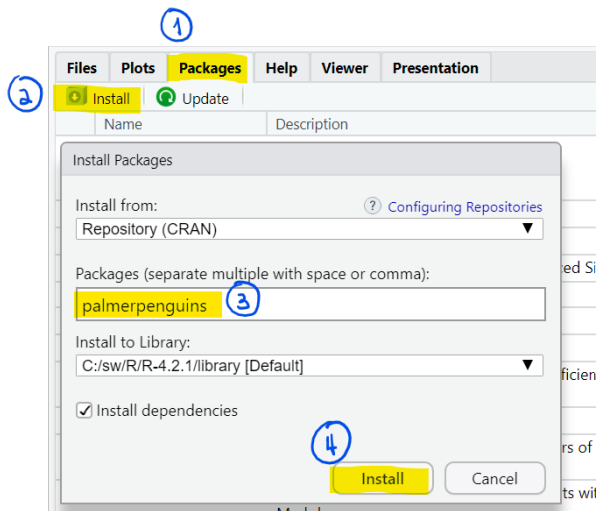 1
Files Plots Packages Help Viewer Presentation
2 Install Update
Name Description
Install Packages
Install from: ? Configuring Repositories
Repository (CRAN)
Packages (separate multiple with space or comma):
palmerpenguins 3
Install to Library:
C:/sw/R/R-4.2.1/library [Default]
Install dependencies
4
Install Cancel